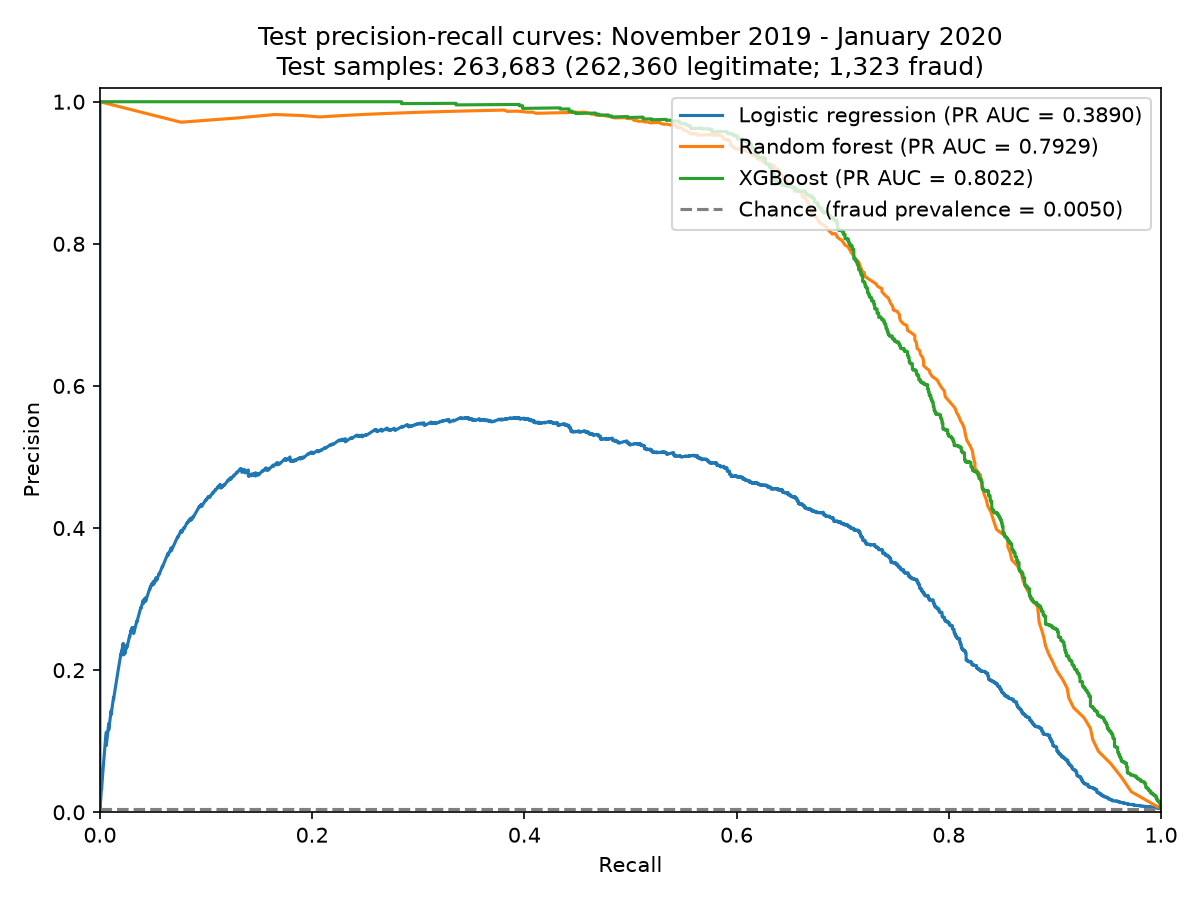 Test precision-recall curves: November 2019 - January 2020
Test samples: 263,683 (262,360 legitimate; 1,323 fraud)
Logistic regression (PR AUC = 0.3890)
Random forest (PR AUC = 0.7929)
XGBoost (PR AUC = 0.8022)
Chance (fraud prevalence = 0.0050)
Precision
1.0
0.8
0.6
0.4
0.2
0.0
0.0 0.2 0.4 0.6 0.8 1.0
Recall